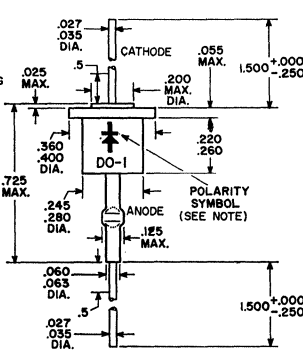 .027
.035
DIA.
CATHODE
.5
.055
MAX.
1.500 +.000
-.250
.025
MAX.
.200
MAX.
DIA.
.360
.400
DIA.
DO-1
.220
.260
.725
MAX.
.245
.280
DIA.
POLARITY
SYMBOL
(SEE NOTE)
ANODE
.125
MAX.
.060
.063
DIA.
.5
1.500 +.000
-.250
.027
.035
DIA.